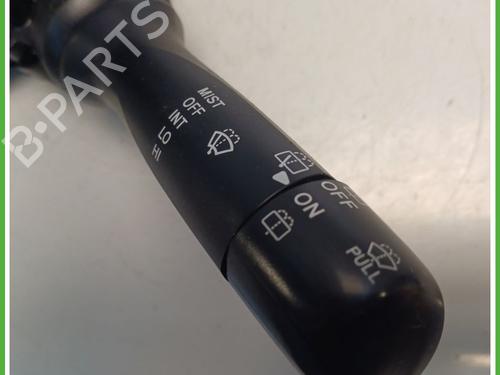 B-PARTS
MIST
OFF
INT
LO
HI
OFF
ON
PULL